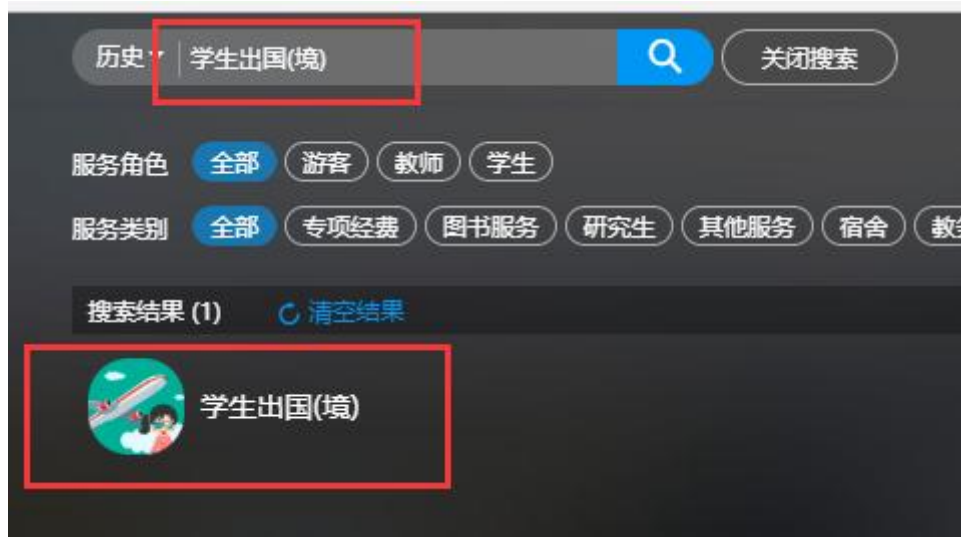 历史 学生出国(境) 关闭搜索
服务角色 全部 游客 教师 学生
服务类别 全部 专项经费 图书服务 研究生 其他服务 宿舍 教
搜索结果 (1) 清空结果
学生出国(境)